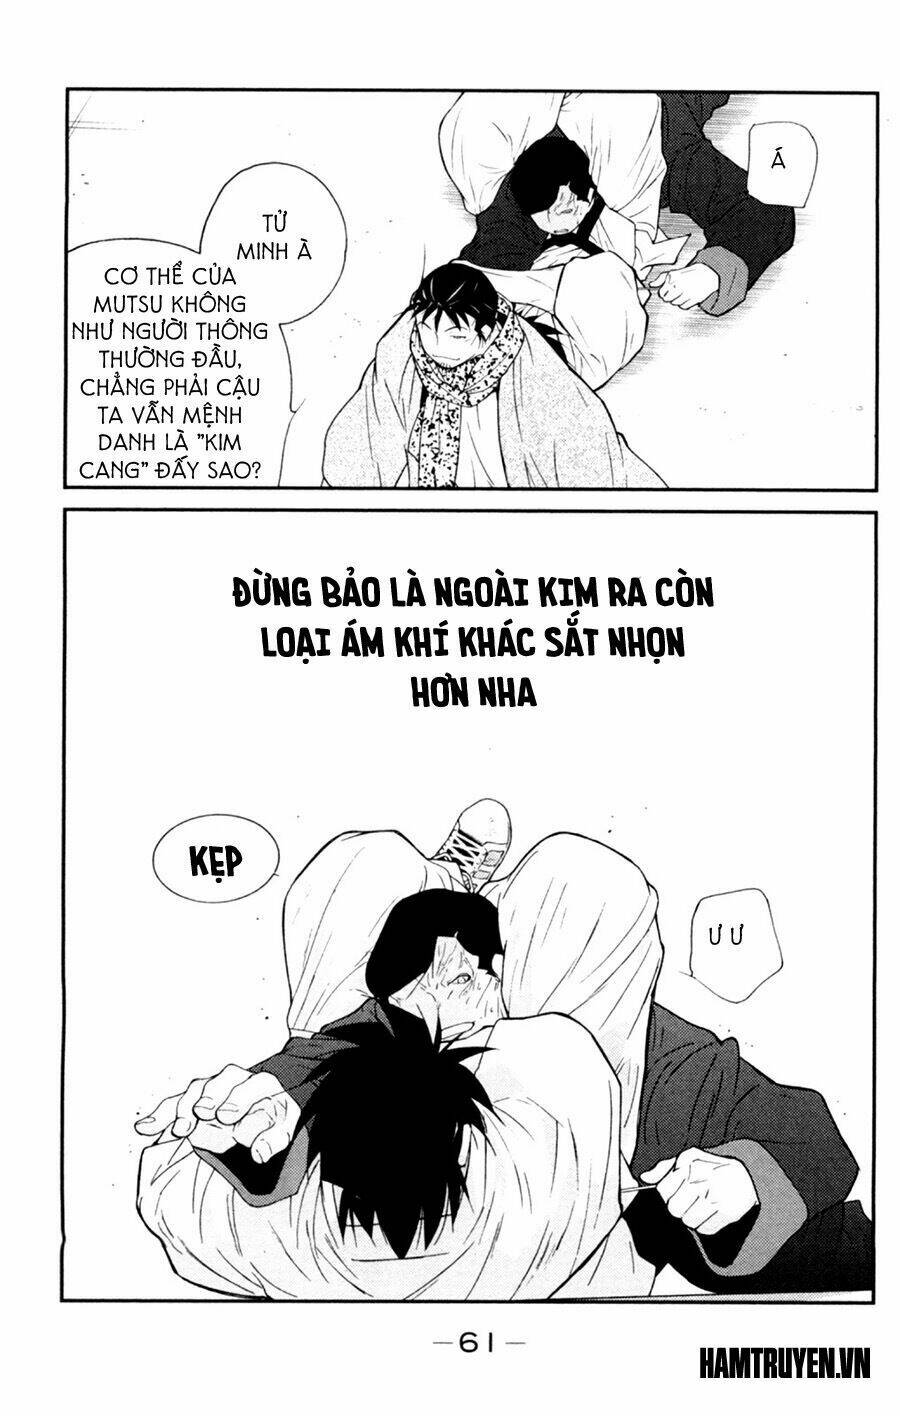 Á
TỬ
MINH À
CƠ THỂ CỦA
MUTSU KHÔNG
NHƯ NGƯỜI THÔNG
THƯỜNG ĐẦU,
CHẲNG PHẢI CẬU
TA VẪN MỆNH
DANH LÀ "KIM
CANG" ĐẤY SAO?
ĐỪNG BẢO LÀ NGOÀI KIM RA CÒN
LOẠI ÁM KHÍ KHÁC SẮT NHỌN
HƠN NHA
KẸP
Ư Ư
—61—
HAMTRUYEN.VN